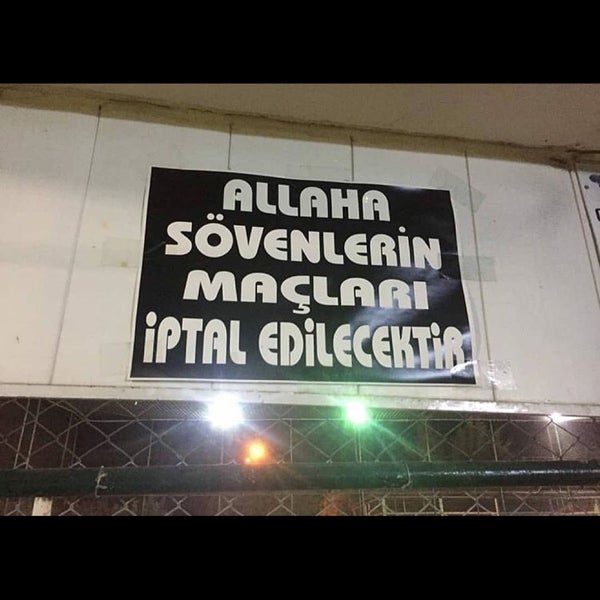 ALLAHA
SÖVENLERİN
MAÇLARI
İPTAL EDİLECEKTİR